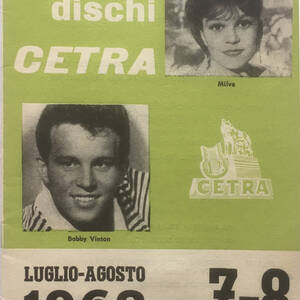 dischi
CETRA
Milva
CETRA
Bobby Vinton
LUGLIO-AGOSTO
7-8